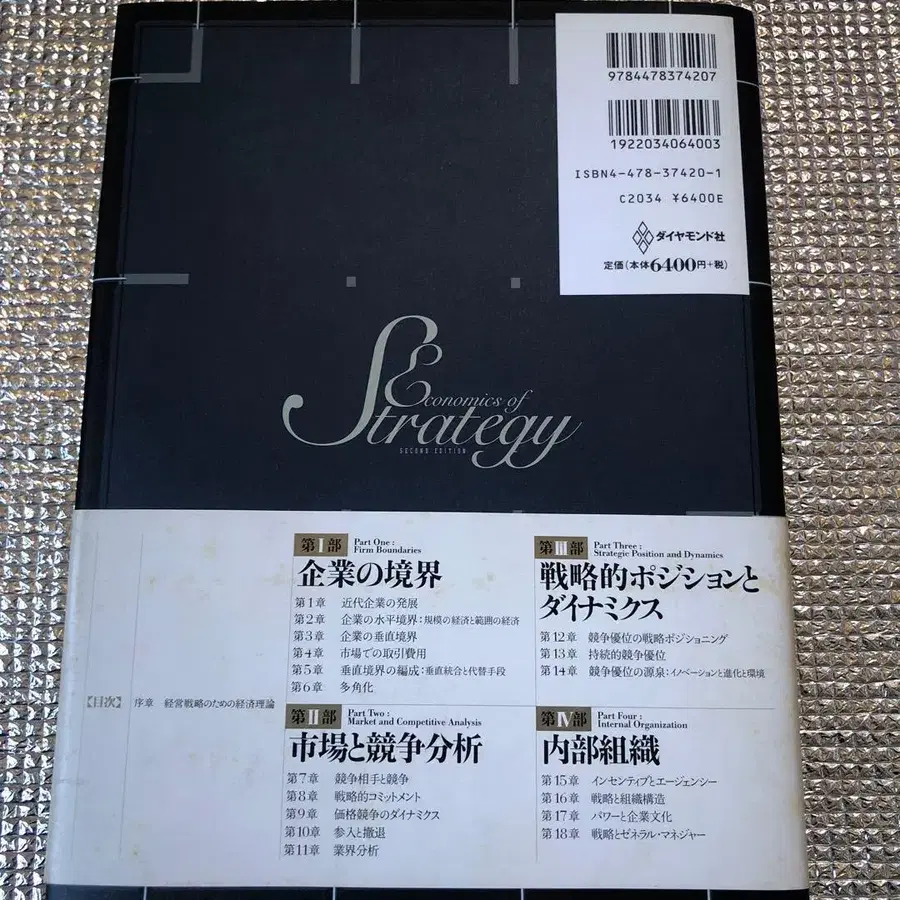 9784478374207
1922034064003
ISBN4-478-37420-1
C2034 ¥6400E
ダイヤモンド社
定価(本体6400円+税)
Economics of
Strategy
SECOND EDITION
【目次】
序章 経営戦略のための経済理論
第Ⅰ部 Part One :
Firm Boundaries
企業の境界
第1章 近代企業の発展
第2章 企業の水平境界:規模の経済と範囲の経済
第3章 企業の垂直境界
第4章 市場での取引費用
第5章 垂直境界の編成:垂直統合と代替手段
第6章 多角化
第Ⅱ部 Part Two :
Market and Competitive Analysis
市場と競争分析
第7章 競争相手と競争
第8章 戦略的コミットメント
第9章 価格競争のダイナミクス
第10章 参入と撤退
第11章 業界分析
第Ⅲ部 Part Three :
Strategic Position and Dynamics
戦略的ポジションと
ダイナミクス
第12章 競争優位の戦略ポジショニング
第13章 持続的競争優位
第14章 競争優位の源泉:イノベーションと進化と環境
第Ⅳ部 Part Four :
Internal Organization
内部組織
第15章 インセンティブとエージェンシー
第16章 戦略と組織構造
第17章 パワーと企業文化
第18章 戦略とゼネラル・マネジャー